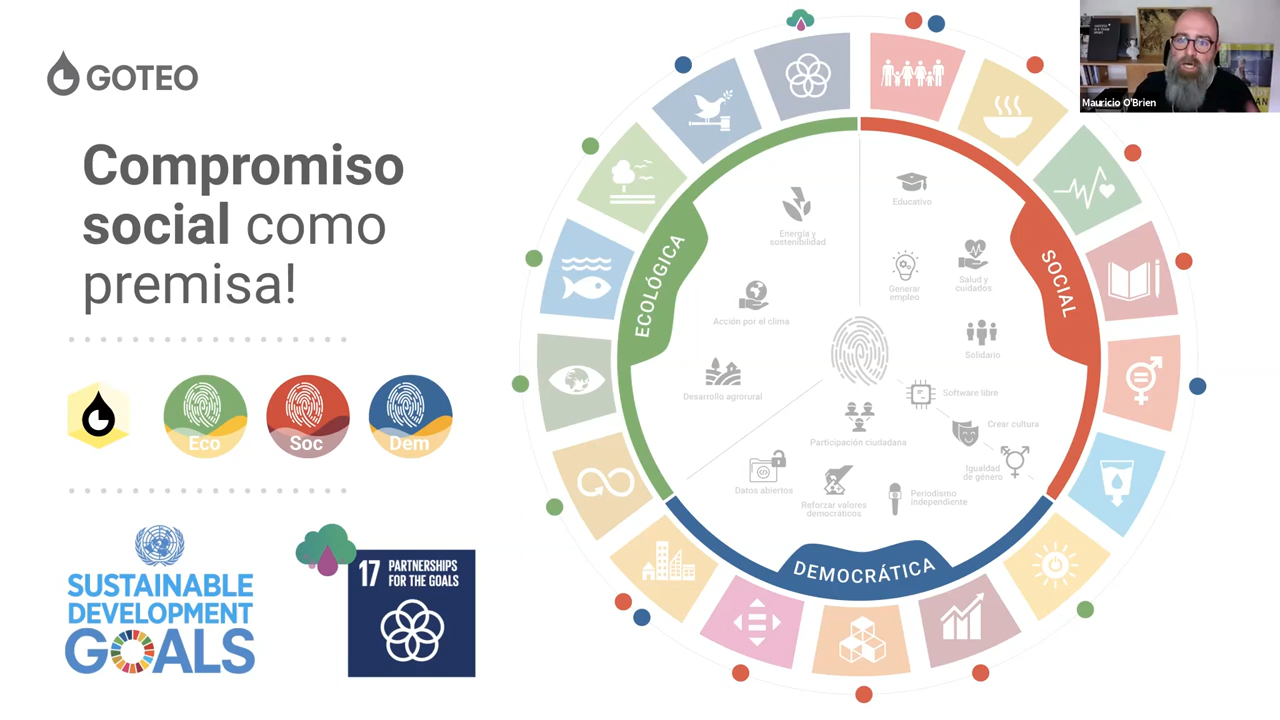 GOTEO
Compromiso
social como
premisa!
Eco
Soc
Dem
SUSTAINABLE
DEVELOPMENT
GOALS
17 PARTNERSHIPS
FOR THE GOALS
Mauricio O'Brien
ECOLÓGICA
SOCIAL
DEMOCRÁTICA
Energía y
sostenibilidad
Acción por el clima
Desarrollo agrorural
Educativo
Generar
empleo
Salud y
cuidados
Solidario
Software libre
Crear cultura
Igualdad
de género
Participación ciudadana
Datos abiertos
Reforzar valores
democráticos
Periodismo
independiente